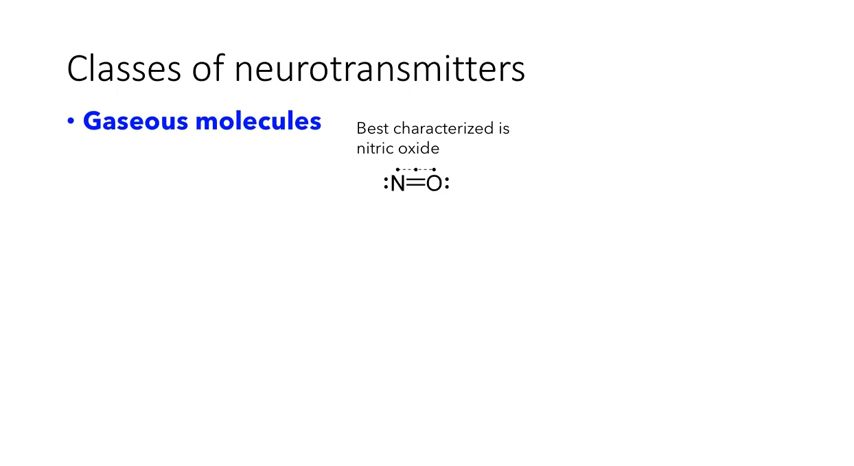 Classes of neurotransmitters
• Gaseous molecules
Best characterized is
nitric oxide
:N=O: